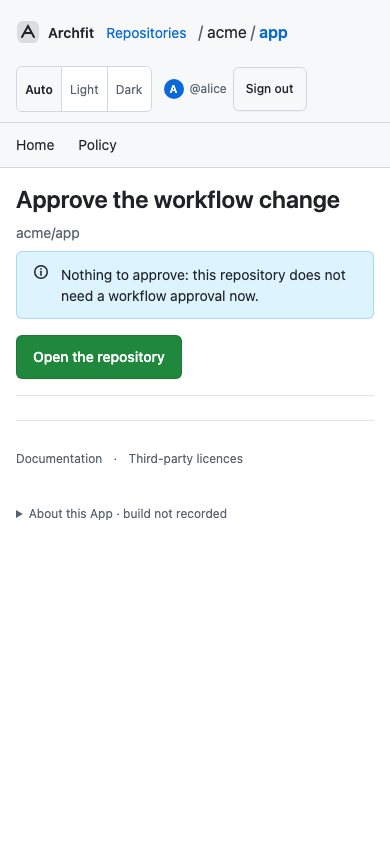 Archfit Repositories / acme / app
Auto Light Dark A @alice Sign out
Home Policy
Approve the workflow change
acme/app
Nothing to approve: this repository does not
need a workflow approval now.
Open the repository
Documentation · Third-party licences
About this App · build not recorded